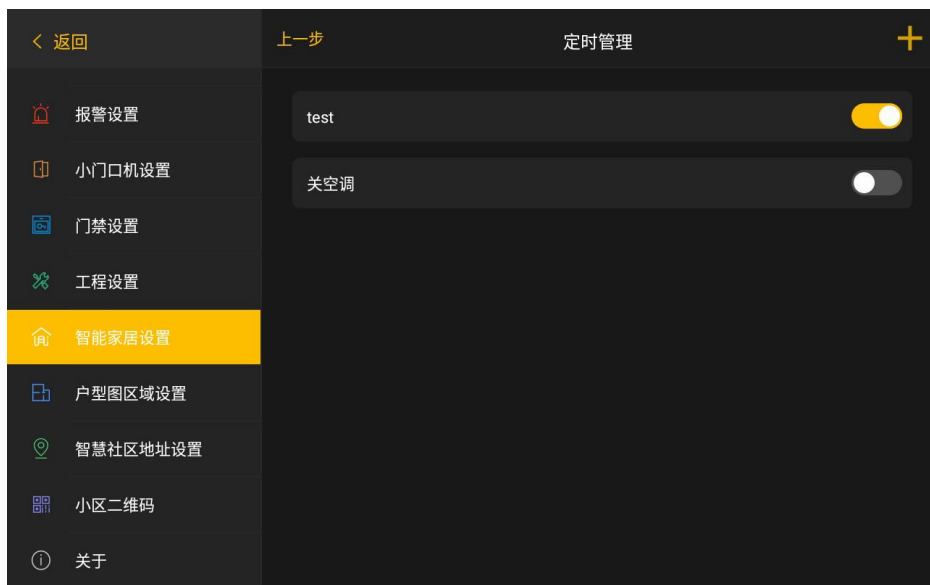 返回
上一步
定时管理
报警设置
小门口机设置
门禁设置
工程设置
智能家居设置
户型图区域设置
智慧社区地址设置
小区二维码
关于
test
关空调